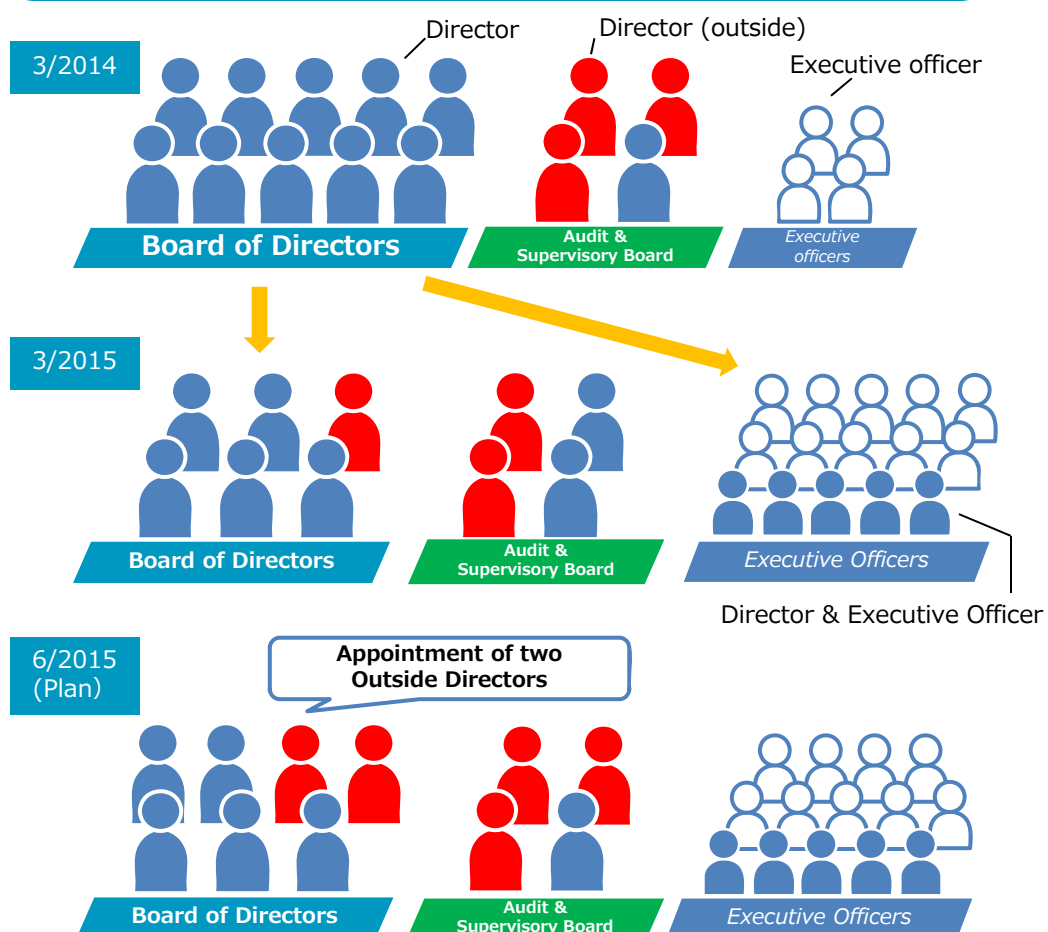 Director
Director (outside)
3/2014
Executive officer
Board of Directors
Audit &
Supervisory Board
Executive
officers
3/2015
Board of Directors
Audit &
Supervisory Board
Executive Officers
Director & Executive Officer
6/2015
(Plan)
Appointment of two
Outside Directors
Board of Directors
Audit &
Supervisory Board
Executive Officers